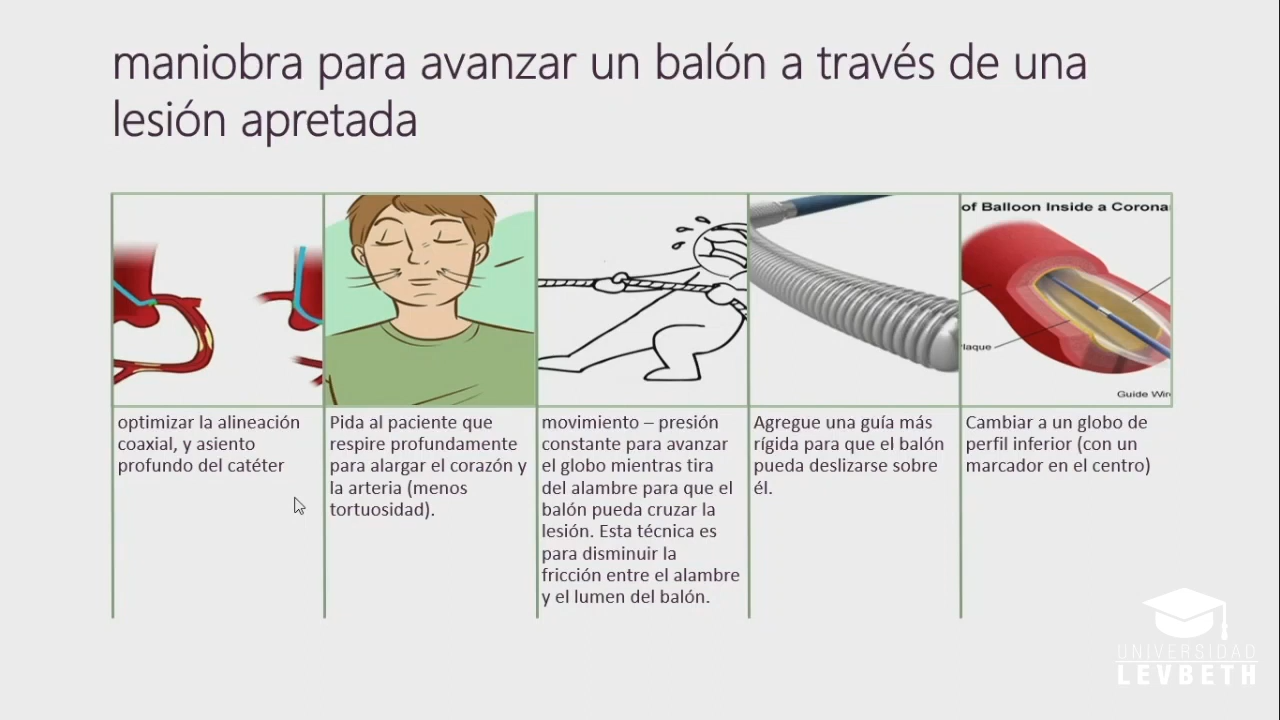 maniobra para avanzar un balón a través de una
lesión apretada
of Balloon Inside a Corona
laque
Guide Wir
optimizar la alineación
coaxial, y asiento
profundo del catéter
Pida al paciente que
respire profundamente
para alargar el corazón y
la arteria (menos
tortuosidad).
movimiento – presión
constante para avanzar
el globo mientras tira
del alambre para que el
balón pueda cruzar la
lesión. Esta técnica es
para disminuir la
fricción entre el alambre
y el lumen del balón.
Agregue una guía más
rígida para que el balón
pueda deslizarse sobre
él.
Cambiar a un globo de
perfil inferior (con un
marcador en el centro)
UNIVERSIDAD
LEVBETH